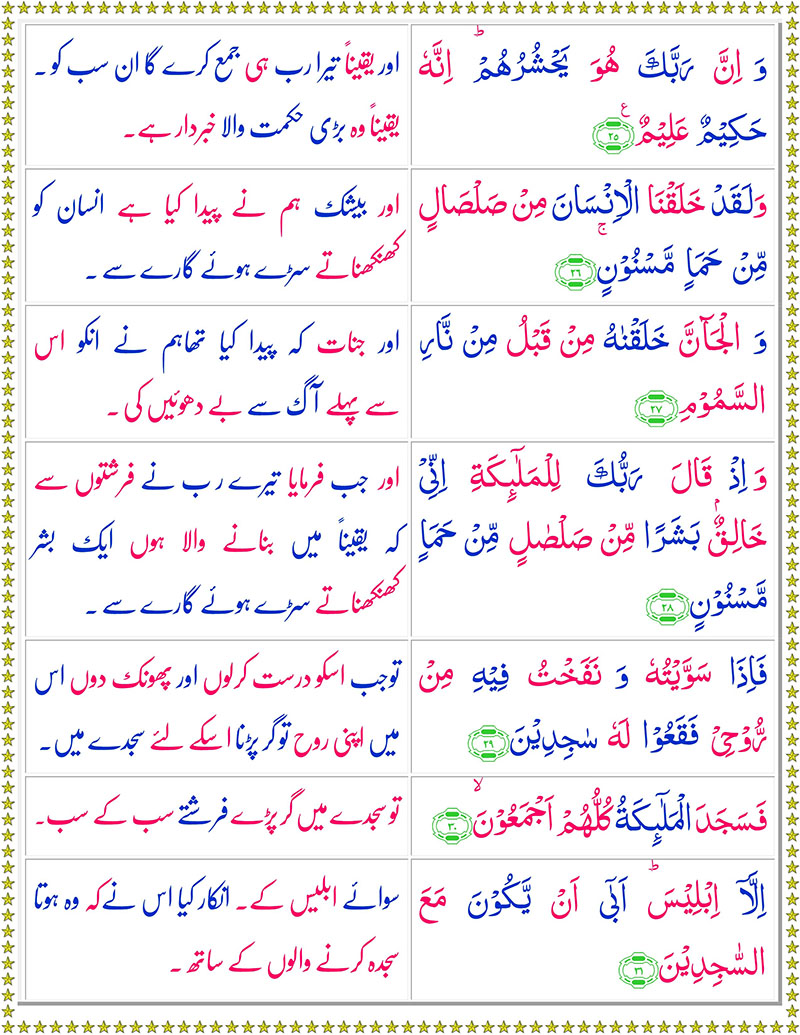 وَ اِنَّ رَبَّكَ هُوَ يَحْشُرُهُمْ ؕ اِنَّهٗ
حَكِيْمٌ عَلِيْمٌ ۧ ﴿۲۵﴾
اور یقیناً تیرا رب ہی جمع کرے گا ان سب کو ۔
یقیناً وہ بڑی حکمت والا خبردار ہے ۔
وَلَقَدْ خَلَقْنَا الْاِنْسَانَ مِنْ صَلْصَالٍ
مِّنْ حَمَاٍ مَّسْنُوْنٍ ۚ ﴿۲۶﴾
اور بیشک ہم نے پیدا کیا ہے انسان کو
کھنکھناتے سڑے ہوئے گارے سے ۔
وَ الْجَآنَّ خَلَقْنٰهُ مِنْ قَبْلُ مِنْ نَّارِ
السَّمُوْمِ ﴿۲۷﴾
اور جنات کہ پیدا کیا تھا ہم نے انکو اس
سے پہلے آگ سے بے دھوئیں کی ۔
وَاِذْ قَالَ رَبُّكَ لِلْمَلٰٓئِكَةِ اِنِّیْ
خَالِقٌۢ بَشَرًا مِّنْ صَلْصٰلٍ مِّنْ حَمَاٍ
مَّسْنُوْنٍ ﴿۲۸﴾
اور جب فرمایا تیرے رب نے فرشتوں سے
کہ یقیناً میں بنانے والا ہوں ایک بشر
کھنکھناتے سڑے ہوئے گارے سے ۔
فَاِذَا سَوَّيْتُهٗ وَ نَفَخْتُ فِيْهِ مِنْ
رُّوْحِیْ فَقَعُوْا لَهٗ سٰجِدِيْنَ ﴿۲۹﴾
تو جب اسکو درست کرلوں اور پھونک دوں اس
میں اپنی روح تو گر پڑنا اسکے لئے سجدے میں ۔
فَسَجَدَ الْمَلٰٓئِكَةُ كُلُّهُمْ اَجْمَعُوْنَ ۙ ﴿۳۰﴾
تو سجدے میں گر پڑے فرشتے سب کے سب ۔
اِلَّاۤ اِبْلِيْسَ ؕ اَبٰۤی اَنْ يَّكُوْنَ مَعَ
السّٰجِدِيْنَ ﴿۳۱﴾
سوائے ابلیس کے ۔ انکار کیا اس نے کہ وہ ہوتا
سجدہ کرنے والوں کے ساتھ ۔